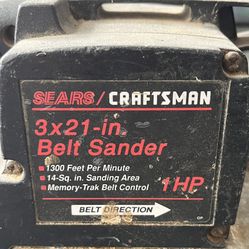 SEARS / CRAFTSMAN
3x21-in.
Belt Sander
■ 1300 Feet Per Minute
■ 14-Sq. in. Sanding Area
■ Memory-Trak Belt Control
1HP
BELT DIRECTION